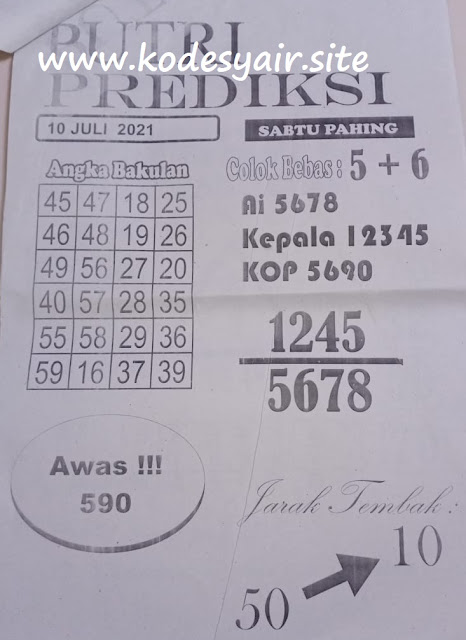 PUTRI
www.kodesyair.site
PREDIKSI
10 JULI 2021
SABTU PAHING
Angka Bakulan
45 47 18 25
46 48 19 26
49 56 27 20
40 57 28 35
55 58 29 36
59 16 37 39
Colok Bebas : 5 + 6
Ai 5678
Kepala 12345
KOP 5690
1245
5678
Awas !!!
590
Jarak Tembak :
10
50